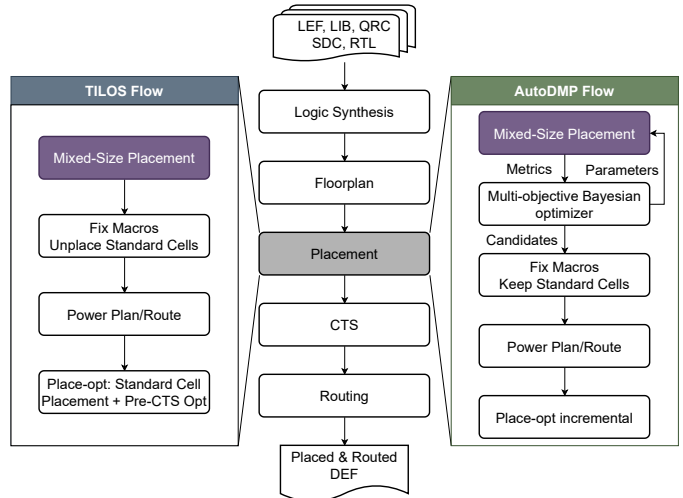 LEF, LIB, QRC
SDC, RTL
TILOS Flow
Mixed-Size Placement
Fix Macros
Unplace Standard Cells
Power Plan/Route
Place-opt: Standard Cell
Placement + Pre-CTS Opt
Logic Synthesis
Floorplan
Placement
CTS
Routing
Placed & Routed
DEF
AutoDMP Flow
Mixed-Size Placement
Metrics
Parameters
Multi-objective Bayesian
optimizer
Candidates
Fix Macros
Keep Standard Cells
Power Plan/Route
Place-opt incremental